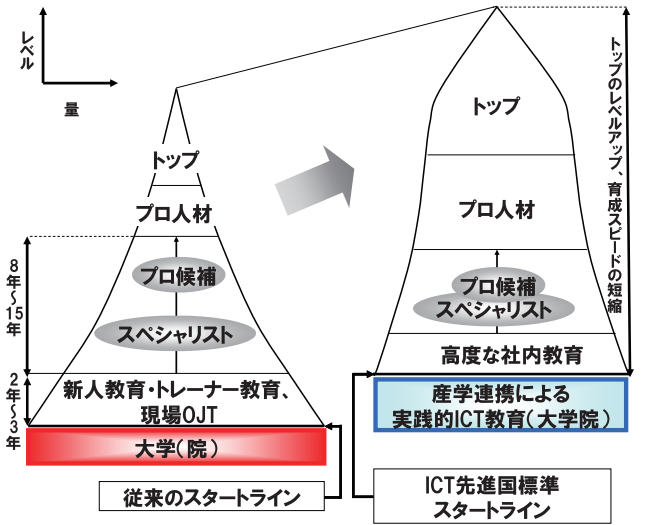 レベル
量
トップ
プロ人材
プロ候補
スペシャリスト
8年~15年
2年~3年
新人教育・トレーナー教育、
現場OJT
大学(院)
従来のスタートライン
トップ
プロ人材
プロ候補
スペシャリスト
高度な社内教育
産学連携による
実践的ICT教育(大学院)
ICT先進国標準
スタートライン
トップのレベルアップ、育成スピードの短縮